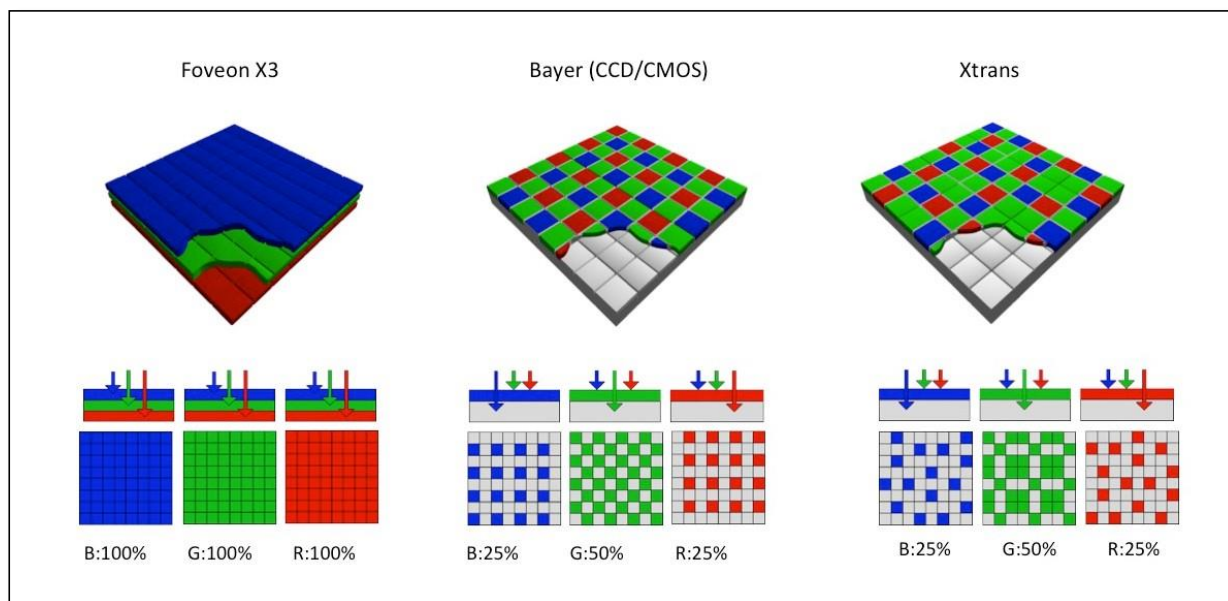 Foveon X3
Bayer (CCD/CMOS)
Xtrans
B:100%
G:100%
R:100%
B:25%
G:50%
R:25%
B:25%
G:50%
R:25%